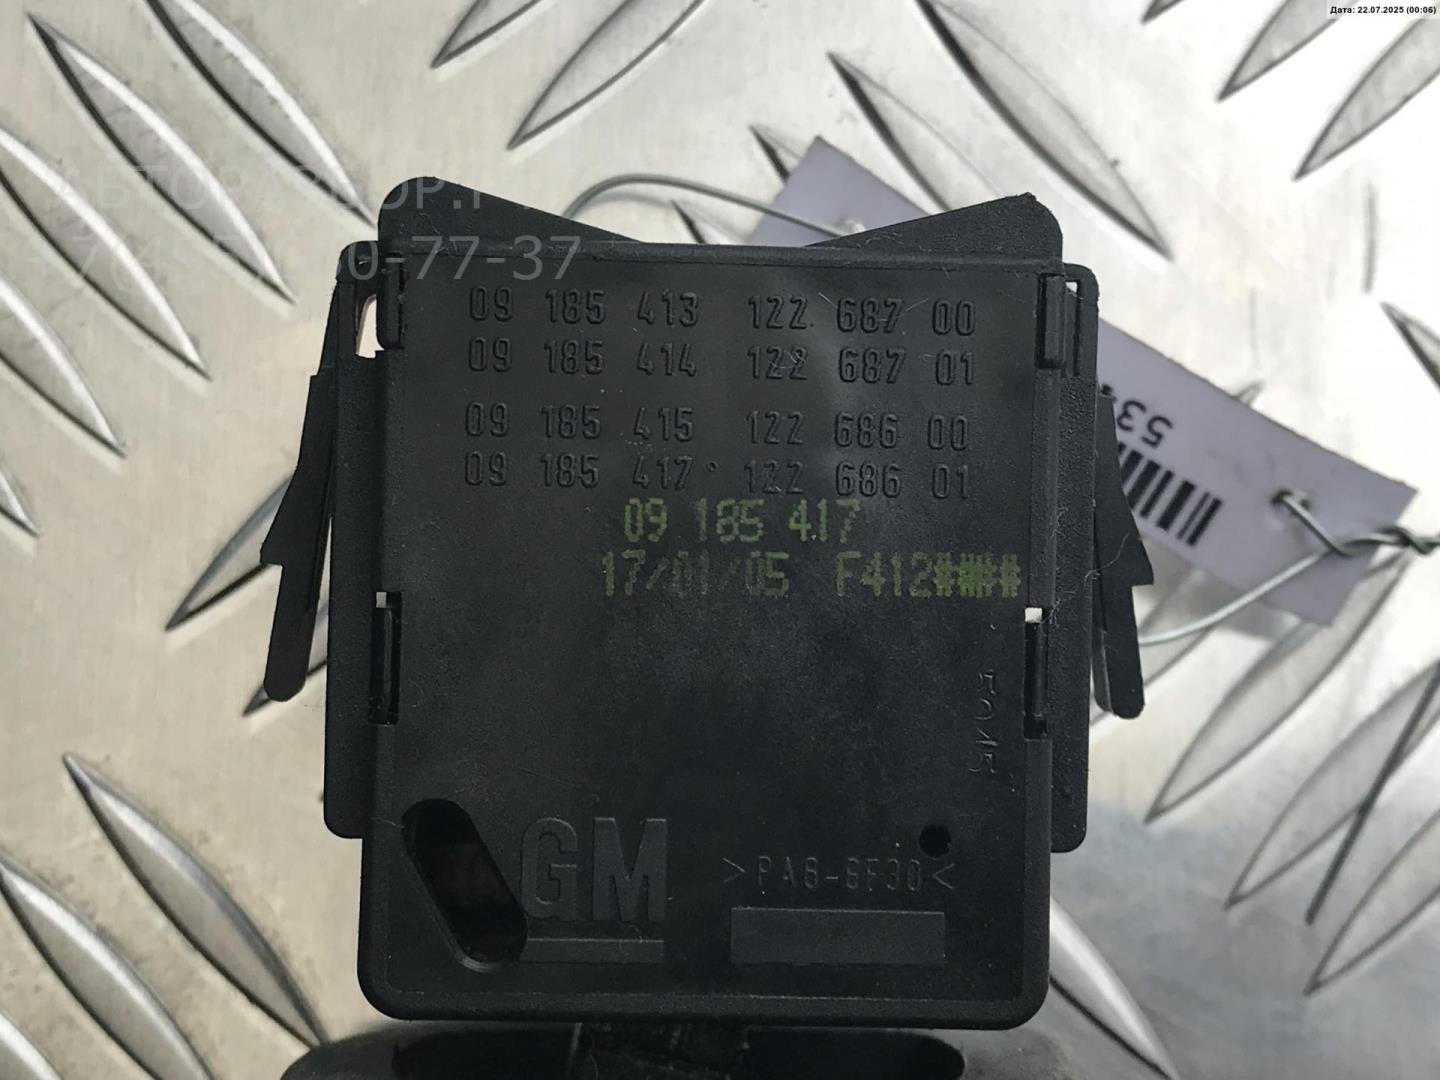 Дата: 22.07.2025 (00:06)
09 185 413 122 687 00
09 185 414 122 687 01
09 185 415 122 686 00
09 185 417 122 686 01
09 185 417
17/01/05 F412####
GM
>PA6-GF30<